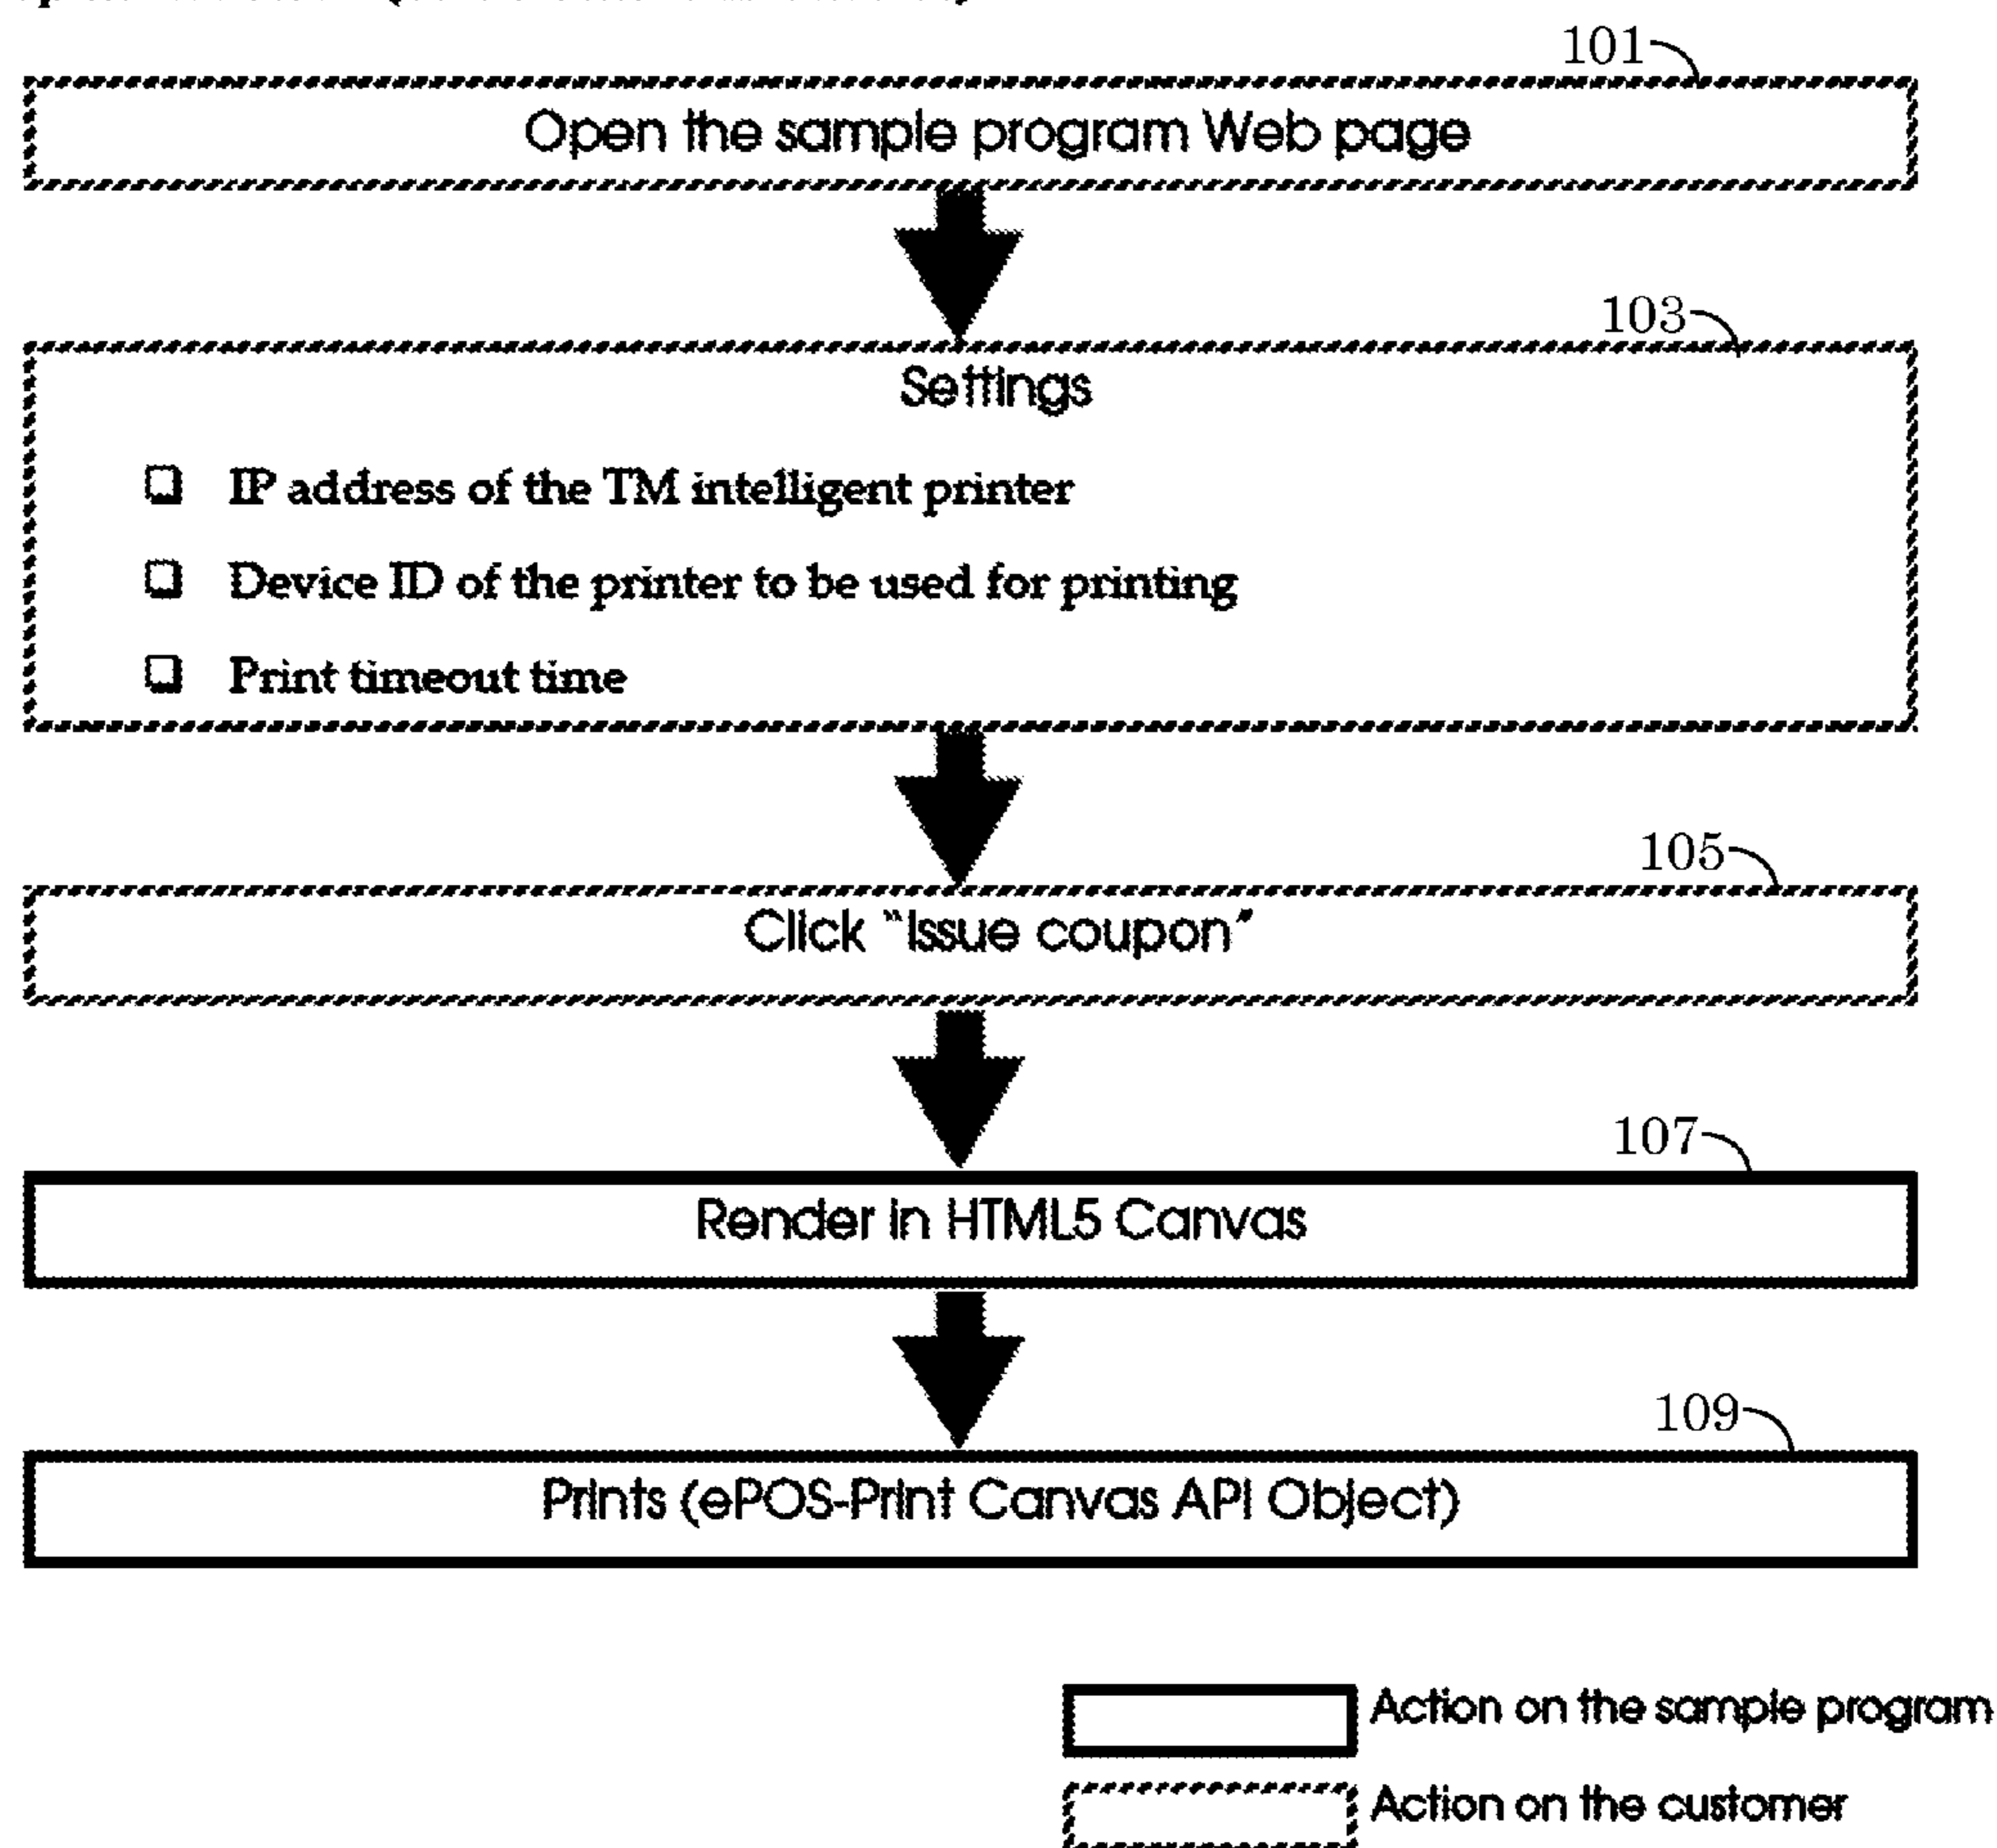 101
Open the sample program Web page
103
Settings
❑ IP address of the TM intelligent printer
❑ Device ID of the printer to be used for printing
❑ Print timeout time
105
Click "Issue coupon"
107
Render in HTML5 Canvas
109
Prints (ePOS-Print Canvas API Object)
Action on the sample program
Action on the customer